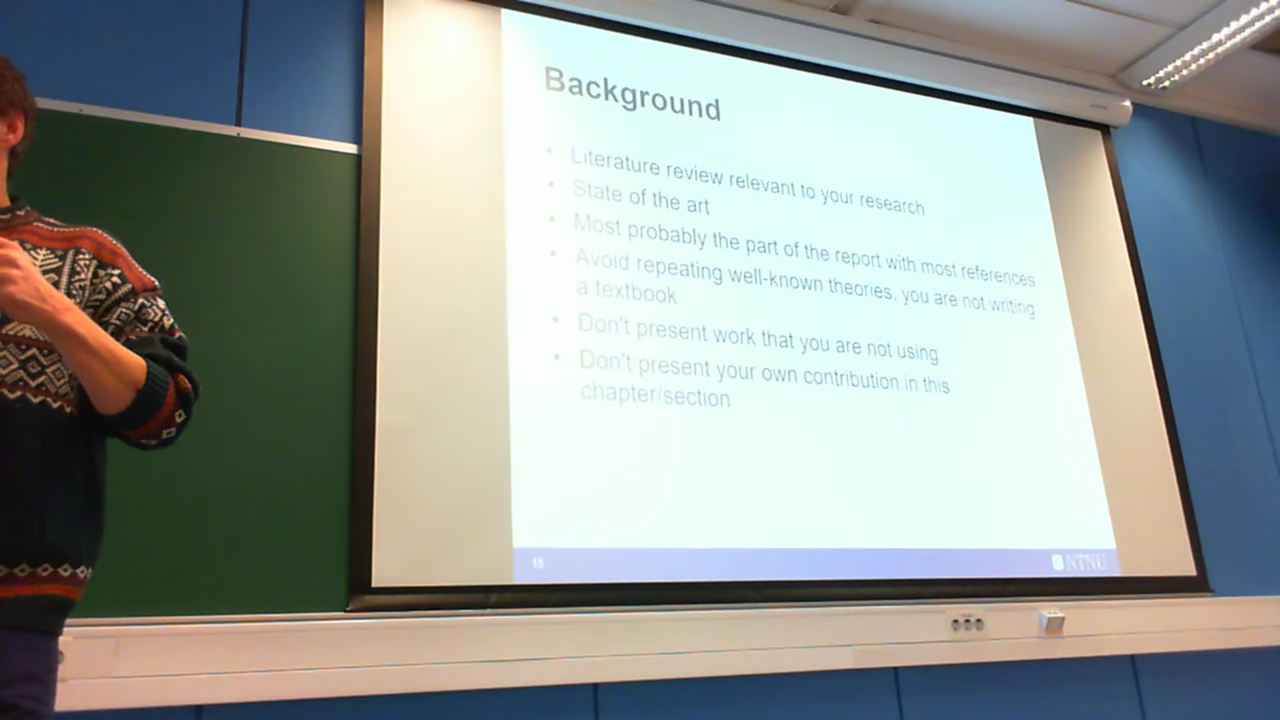 Background
• Literature review relevant to your research
• State of the art
• Most probably the part of the report with most references
• Avoid repeating well-known theories, you are not writing
a textbook
• Don't present work that you are not using
• Don't present your own contribution in this
chapter/section
15
NTNU